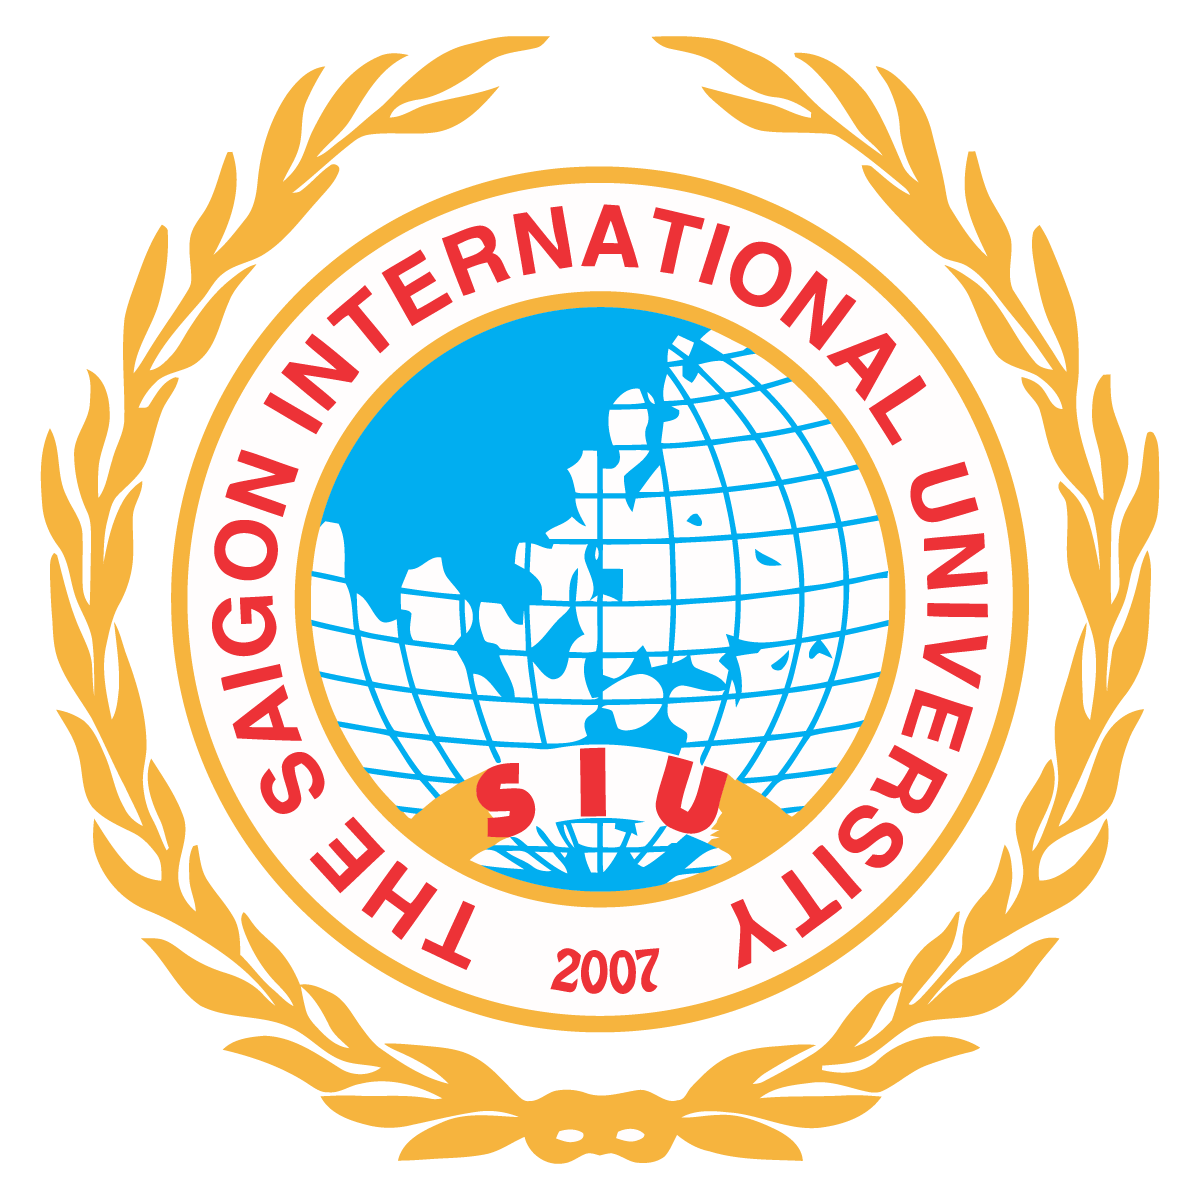 THE SAIGON INTERNATIONAL UNIVERSITY
SIU
2007